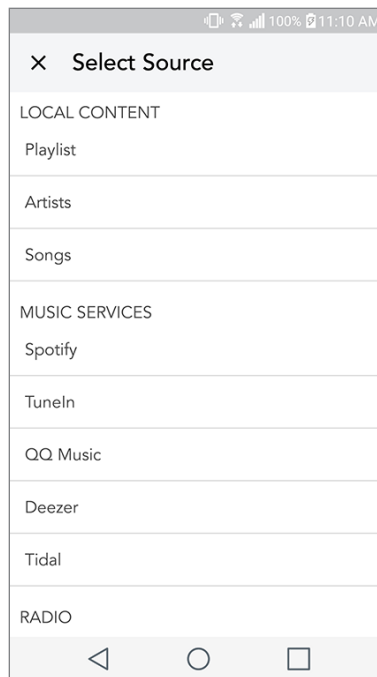 100% 11:10 AM
× Select Source
LOCAL CONTENT
Playlist
Artists
Songs
MUSIC SERVICES
Spotify
TuneIn
QQ Music
Deezer
Tidal
RADIO